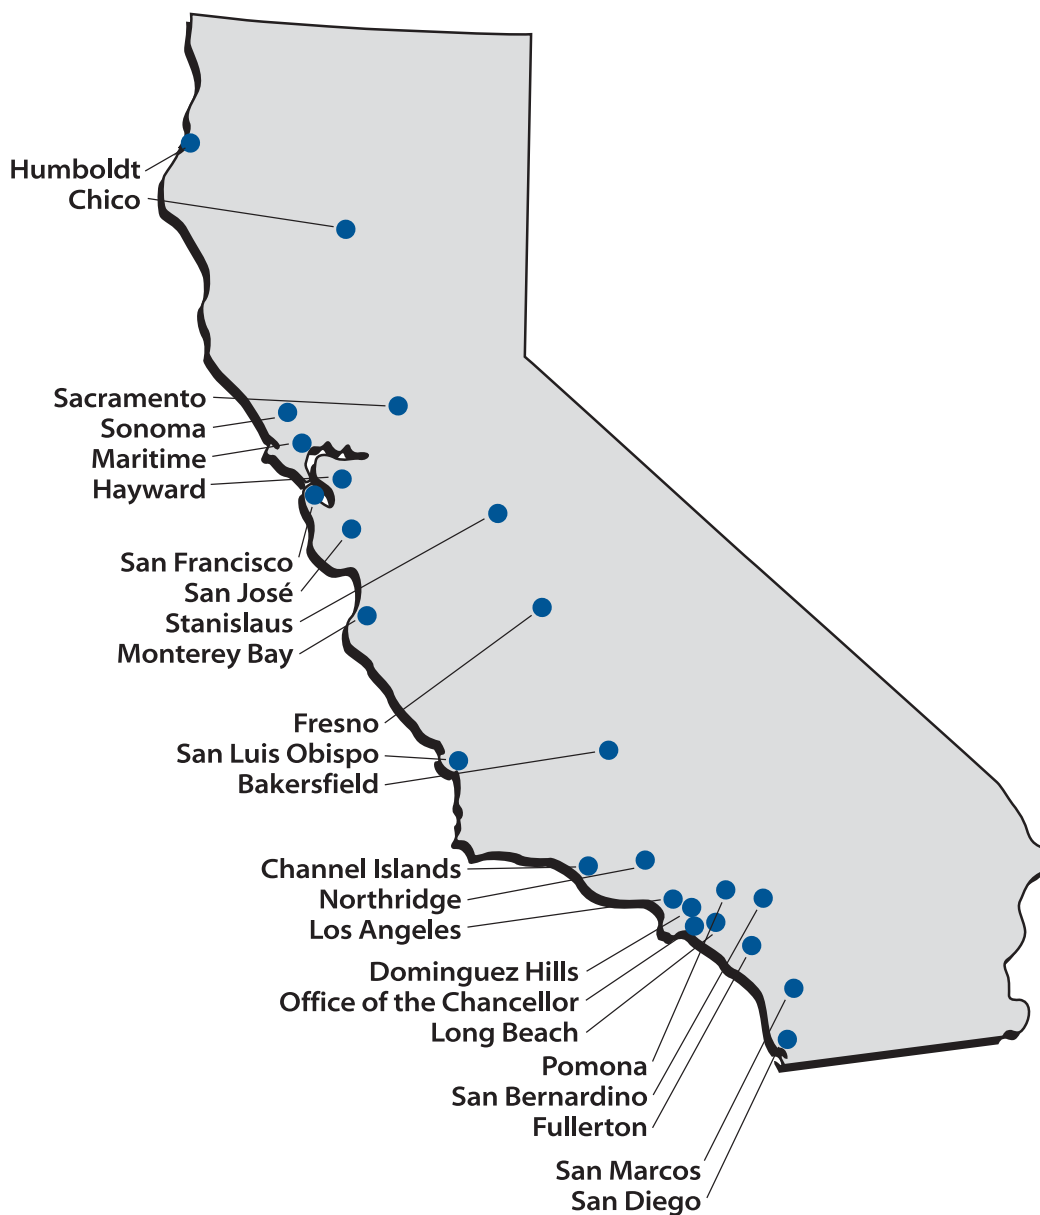 Humboldt
Chico
Sacramento
Sonoma
Maritime
Hayward
San Francisco
San José
Stanislaus
Monterey Bay
Fresno
San Luis Obispo
Bakersfield
Channel Islands
Northridge
Los Angeles
Dominguez Hills
Office of the Chancellor
Long Beach
Pomona
San Bernardino
Fullerton
San Marcos
San Diego